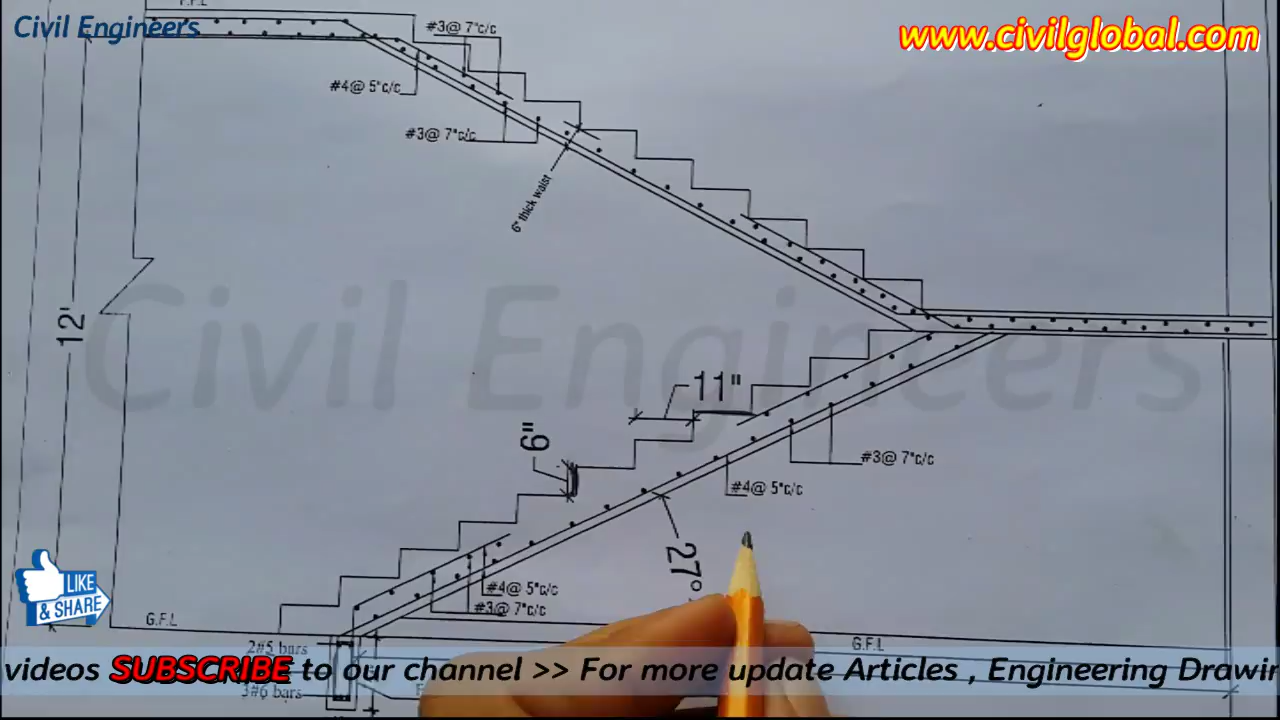 F.F.L
Civil Engineers
www.civilglobal.com
#3@ 7"c/c
#4@ 5"c/c
#3@ 7"c/c
6" thick waist
12'
Civil Engineers
11"
6"
#3@ 7"c/c
#4@ 5"c/c
27°
#4@ 5"c/c
#3@ 7"c/c
LIKE
& SHARE
G.F.L
G.F.L
2#5 bars
videos SUBSCRIBE to our channel >> For more update Articles , Engineering Drawin
3#6 bars